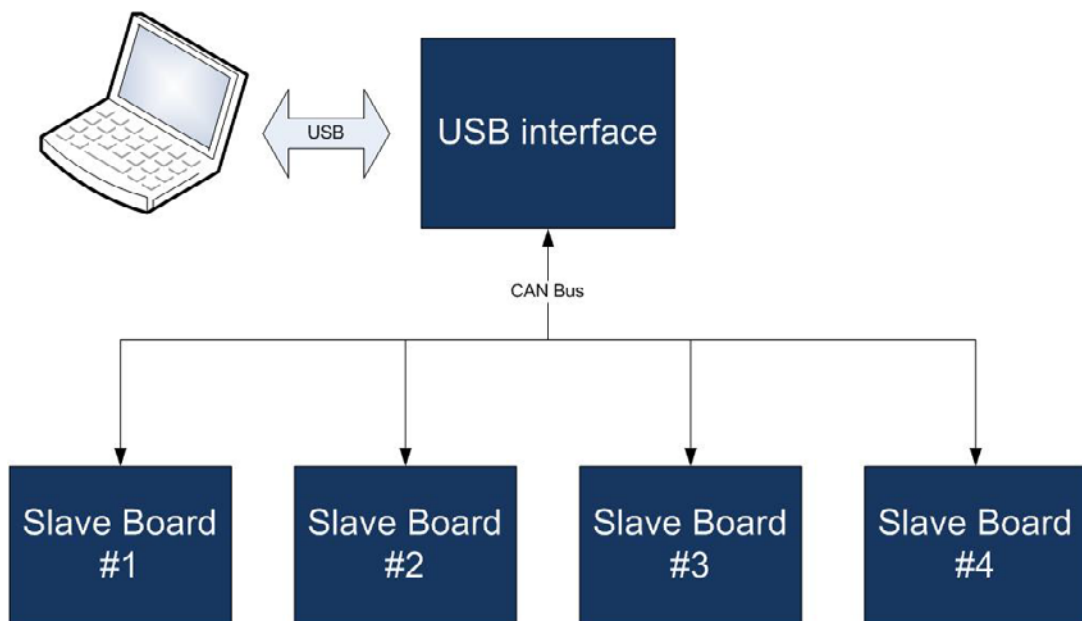 USB
USB interface
CAN Bus
Slave Board
#1
Slave Board
#2
Slave Board
#3
Slave Board
#4